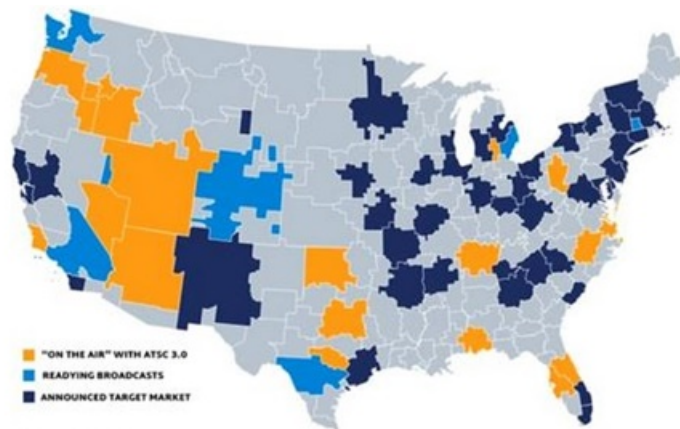 "ON THE AIR" WITH ATSC 3.0
READYING BROADCASTS
ANNOUNCED TARGET MARKET